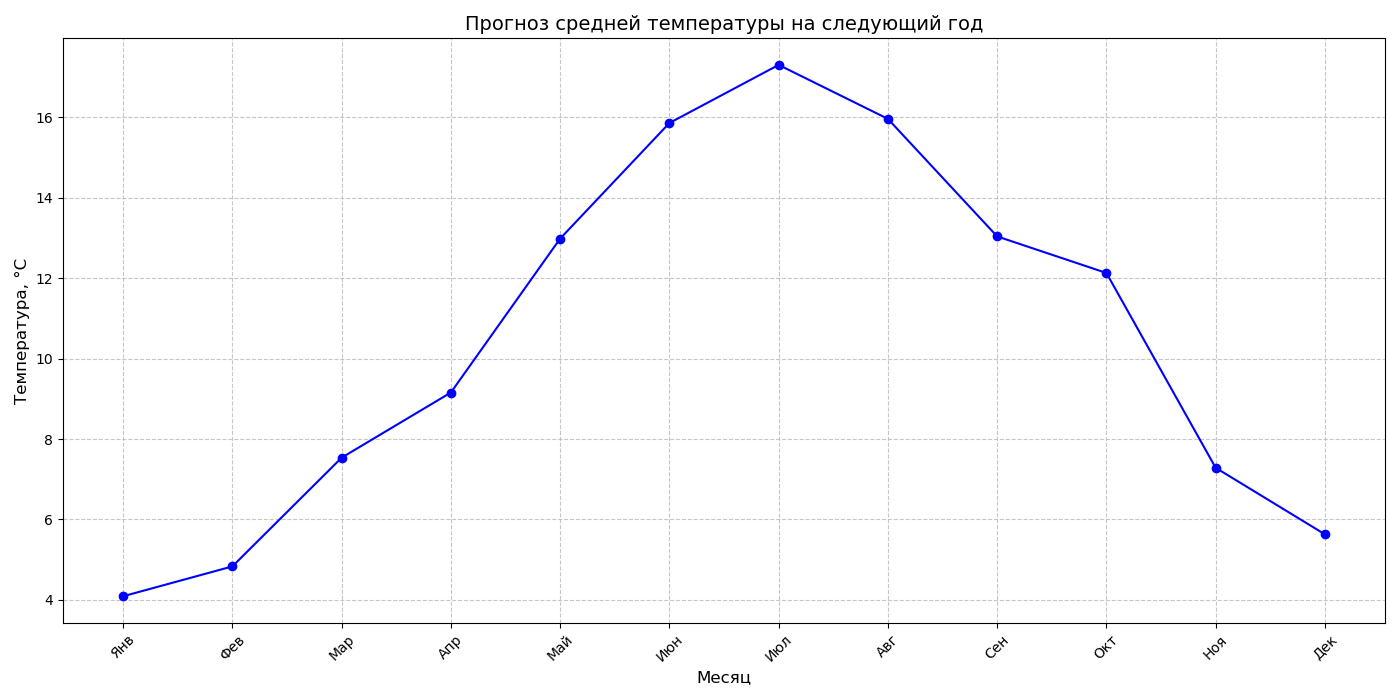 Прогноз средней температуры на следующий год
Температура, °C
16
14
12
10
8
6
4
Янв
Фев
Мар
Апр
Май
Июн
Июл
Авг
Сен
Окт
Ноя
Дек
Месяц